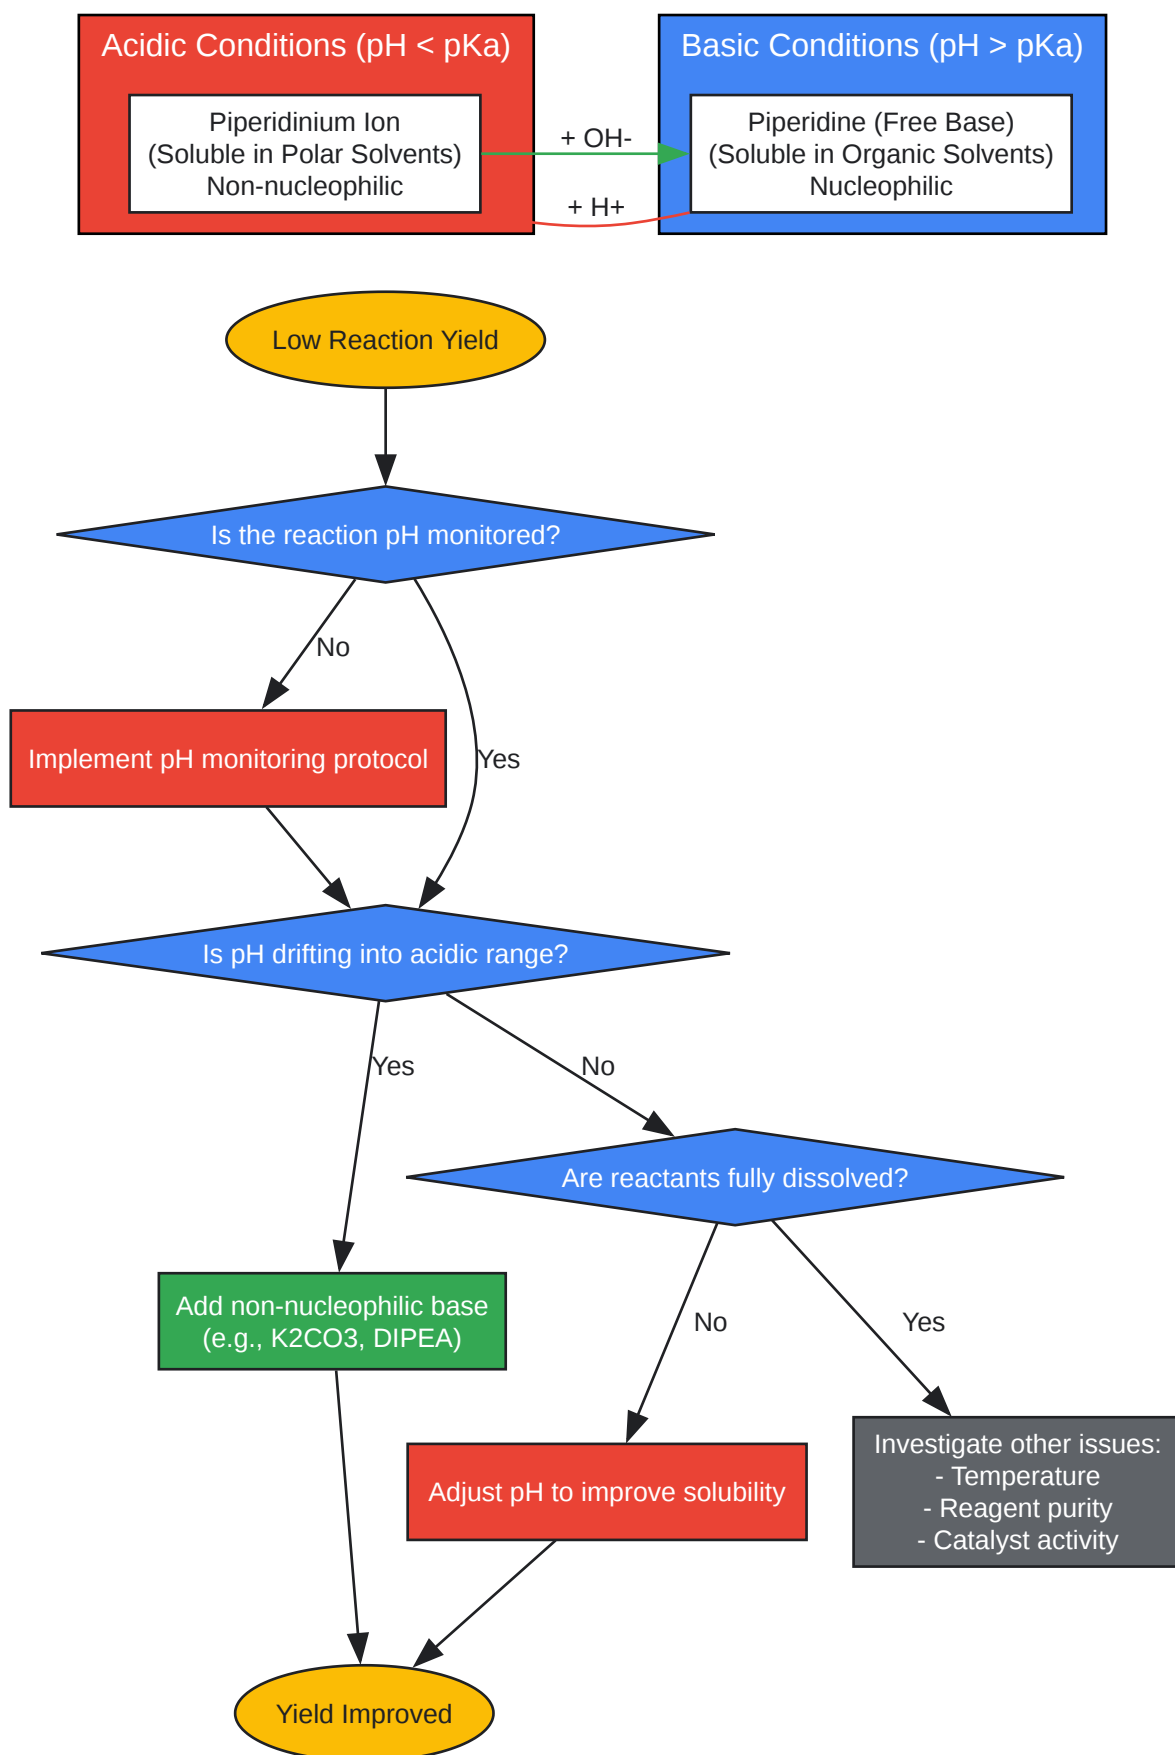 Acidic Conditions (pH < pKa)
Basic Conditions (pH > pKa)
Piperidinium Ion
(Soluble in Polar Solvents)
Non-nucleophilic
+ OH-
+ H+
Piperidine (Free Base)
(Soluble in Organic Solvents)
Nucleophilic
Low Reaction Yield
Is the reaction pH monitored?
No
Implement pH monitoring protocol
Yes
Is pH drifting into acidic range?
Yes
No
Are reactants fully dissolved?
Add non-nucleophilic base
(e.g., K2CO3, DIPEA)
No
Yes
Adjust pH to improve solubility
Investigate other issues:
- Temperature
- Reagent purity
- Catalyst activity
Yield Improved